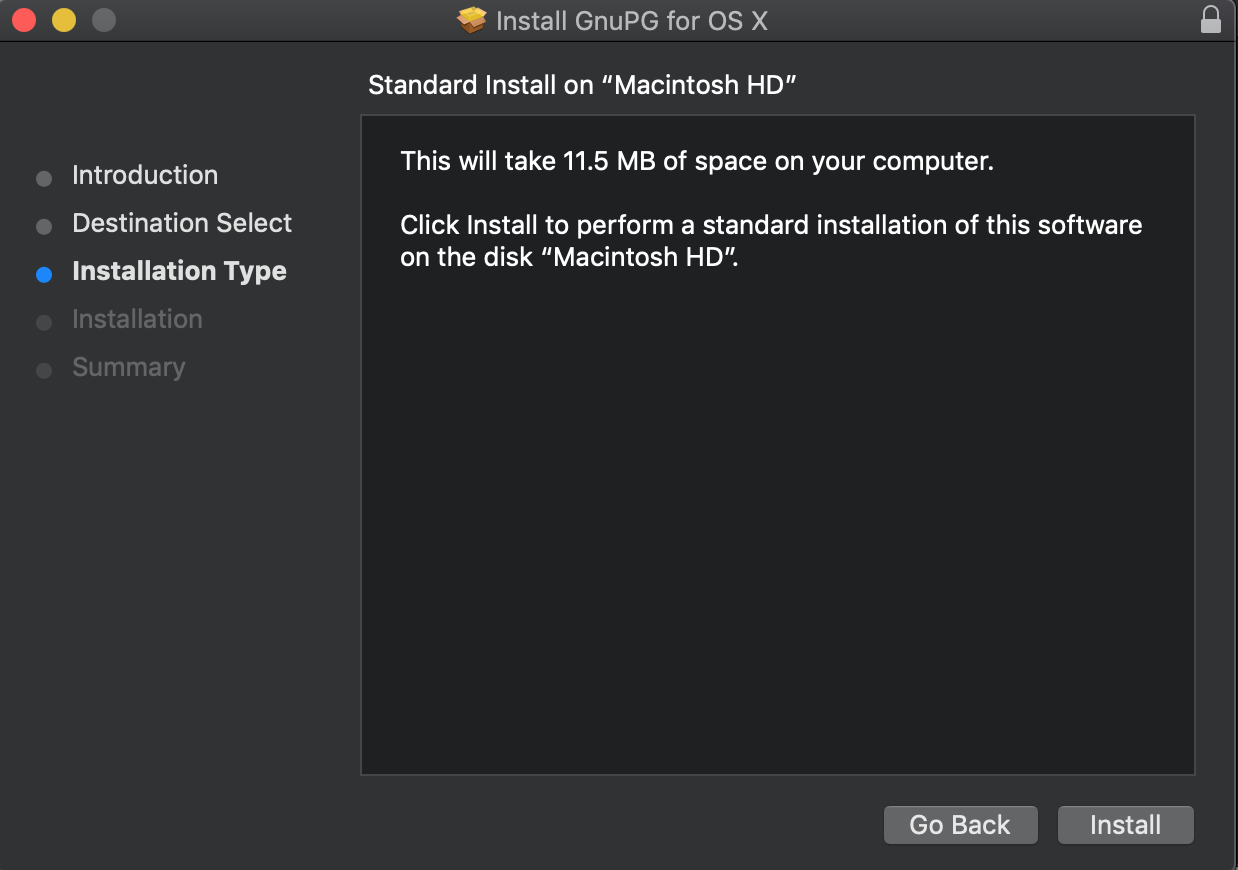 Install GnuPG for OS X
Standard Install on “Macintosh HD”
Introduction
Destination Select
Installation Type
Installation
Summary
This will take 11.5 MB of space on your computer.
Click Install to perform a standard installation of this software
on the disk “Macintosh HD”.
Go Back
Install